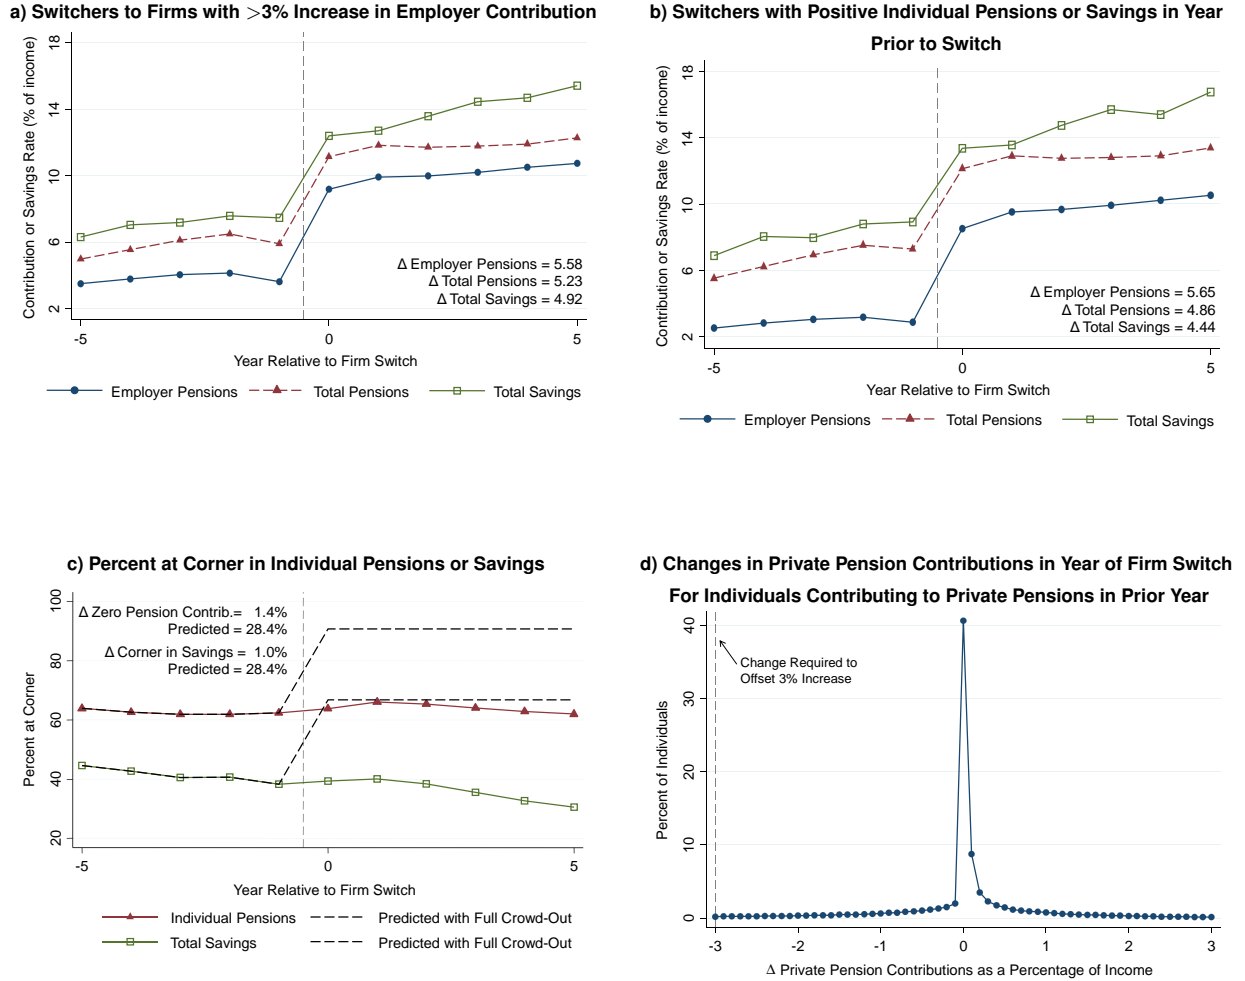 a) Switchers to Firms with >3% Increase in Employer Contribution
Contribution or Savings Rate (% of income)
18
14
10
6
2
Δ Employer Pensions = 5.58
Δ Total Pensions = 5.23
Δ Total Savings = 4.92
-5
0
5
Year Relative to Firm Switch
Employer Pensions
Total Pensions
Total Savings
b) Switchers with Positive Individual Pensions or Savings in Year
Prior to Switch
Contribution or Savings Rate (% of income)
18
14
10
6
2
Δ Employer Pensions = 5.65
Δ Total Pensions = 4.86
Δ Total Savings = 4.44
-5
0
5
Year Relative to Firm Switch
Employer Pensions
Total Pensions
Total Savings
c) Percent at Corner in Individual Pensions or Savings
Percent at Corner
100
80
60
40
20
Δ Zero Pension Contrib.= 1.4%
Predicted = 28.4%
Δ Corner in Savings = 1.0%
Predicted = 28.4%
-5
0
5
Year Relative to Firm Switch
Individual Pensions
Predicted with Full Crowd-Out
Total Savings
Predicted with Full Crowd-Out
d) Changes in Private Pension Contributions in Year of Firm Switch
For Individuals Contributing to Private Pensions in Prior Year
Percent of Individuals
40
30
20
10
0
Change Required to
Offset 3% Increase
-3
-2
-1
0
1
2
3
Δ Private Pension Contributions as a Percentage of Income